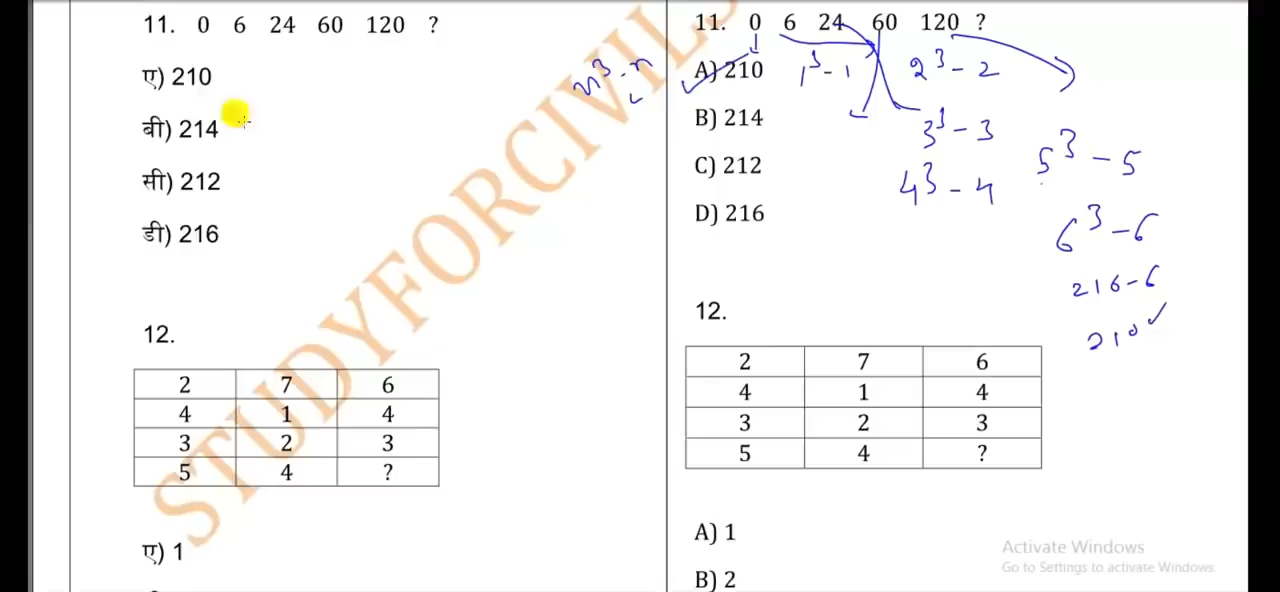 11. 0 6 24 60 120 ?
ए) 210
बी) 214
सी) 212
डी) 216
12.
2 7 6
4 1 4
3 2 3
5 4 ?
ए) 1
STUDYFORCIVILS
11. 0 6 24 60 120 ?
n³-n
A) 210
1³-1
2³-2
B) 214
3³-3
C) 212
4³-4
5³-5
D) 216
6³-6
216-6
210
12.
2 7 6
4 1 4
3 2 3
5 4 ?
A) 1
B) 2
Activate Windows
Go to Settings to activate Windows.